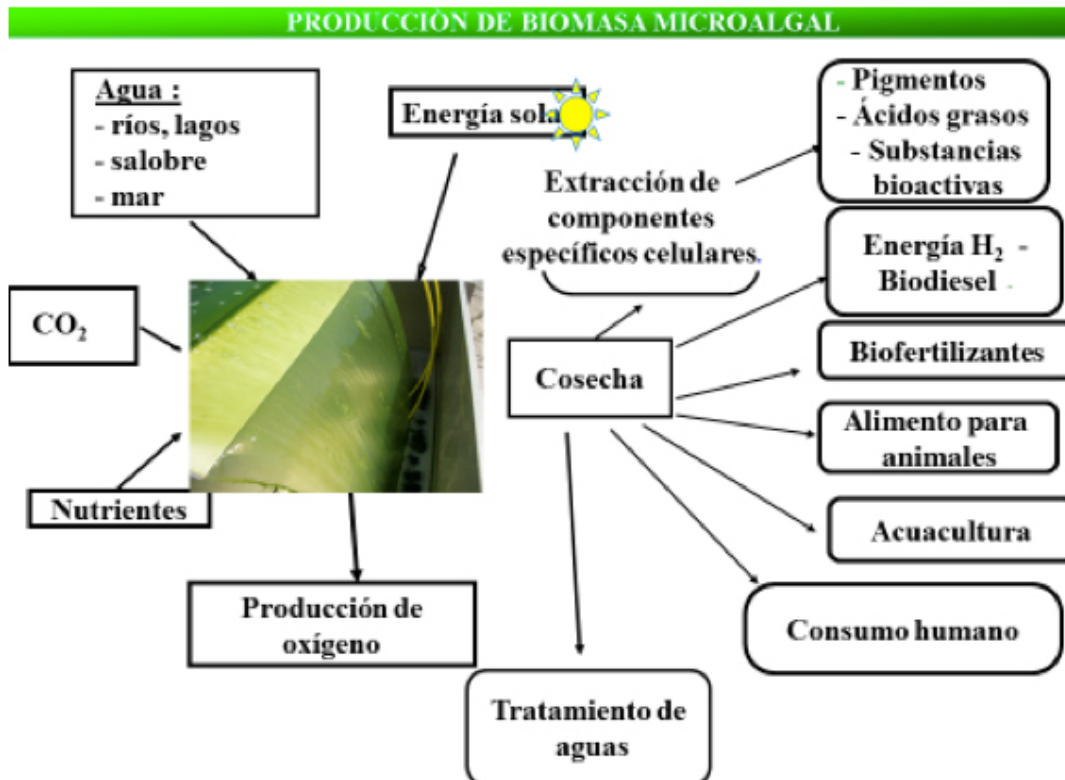 PRODUCCIÒN DE BIOMASA MICROALGAL
Agua :
- ríos, lagos
- salobre
- mar
Energía sola
- Pigmentos
- Ácidos grasos
- Substancias
bioactivas
Extracción de
componentes
específicos celulares.
Energía H₂ -
Biodiesel -
CO₂
Cosecha
Biofertilizantes
Alimento para
animales
Nutrientes
Acuacultura
Producción de
oxígeno
Consumo humano
Tratamiento de
aguas